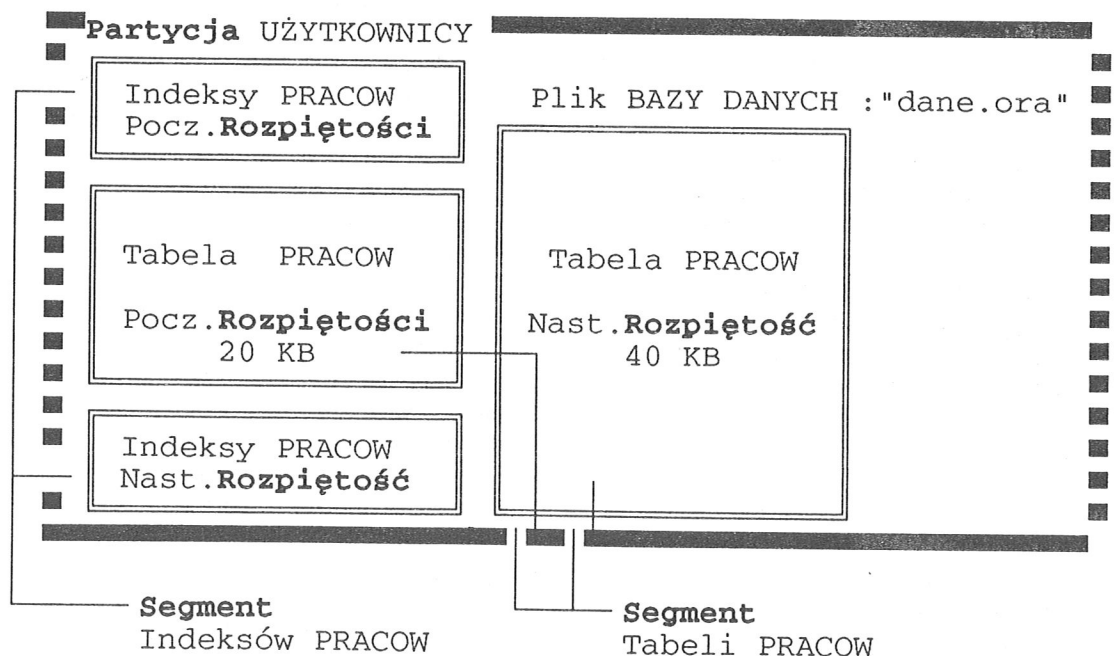 Partycja UŻYTKOWNICY
Indeksy PRACOW
Pocz.Rozpiętości
Plik BAZY DANYCH :"dane.ora"
Tabela PRACOW
Pocz.Rozpiętości
20 KB
Tabela PRACOW
Nast.Rozpiętość
40 KB
Indeksy PRACOW
Nast.Rozpiętość
Segment
Indeksów PRACOW
Segment
Tabeli PRACOW